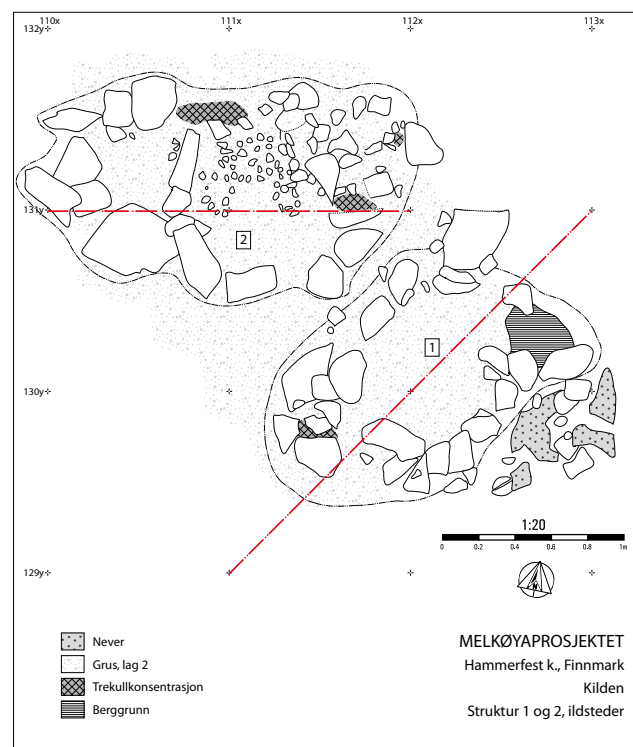 110x 111x 112x 113x
132y
131y
2
1
130y
1:20
0 0.2 0.4 0.6 0.8 1m
129y
N
Never
Grus, lag 2
Trekullkonsentrasjon
Berggrunn
MELKØYAPROSJEKTET
Hammerfest k., Finnmark
Kilden
Struktur 1 og 2, ildsteder